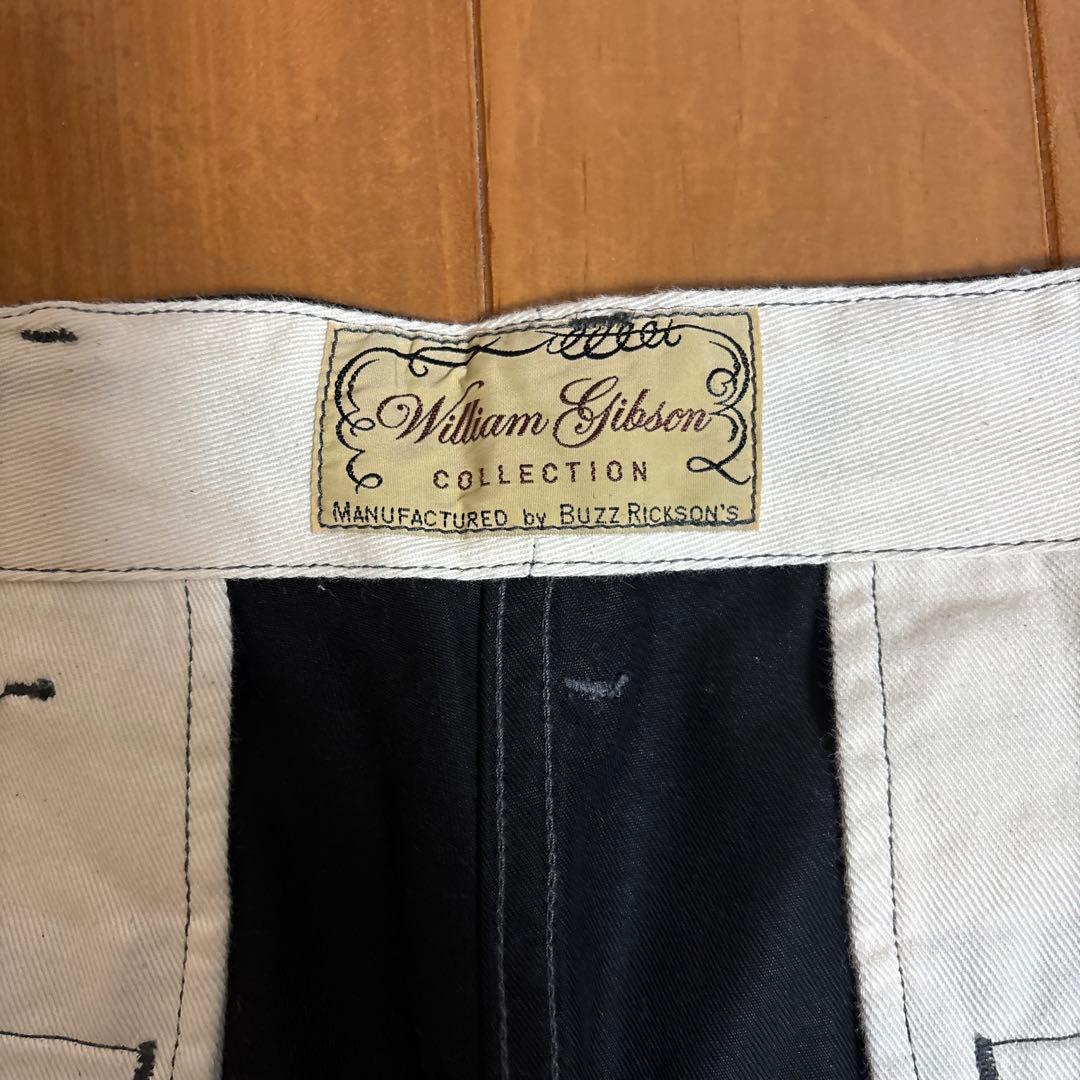 William Gibson
COLLECTION
MANUFACTURED by BUZZ RICKSON'S